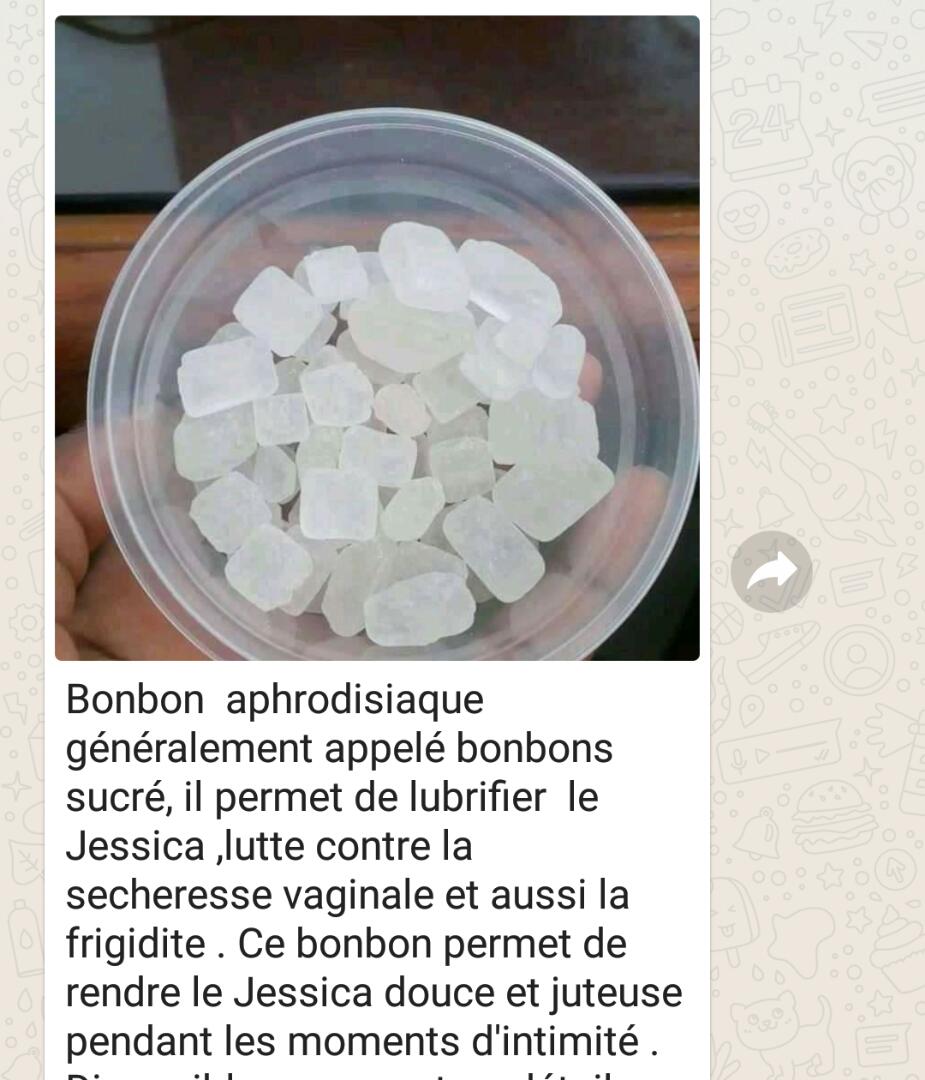 24
Bonbon  aphrodisiaque
généralement appelé bonbons
sucré, il permet de lubrifier  le
Jessica ,lutte contre la
secheresse vaginale et aussi la
frigidite . Ce bonbon permet de
rendre le Jessica douce et juteuse
pendant les moments d'intimité .